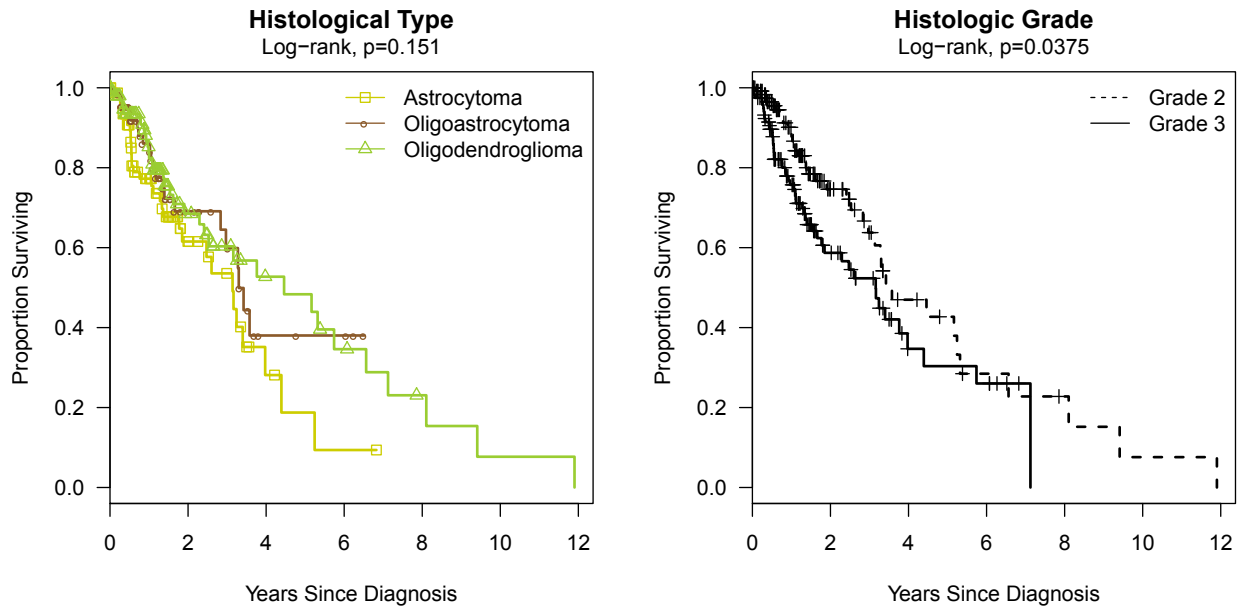 Histological Type
Log−rank, p=0.151
Proportion Surviving
1.0
0.8
0.6
0.4
0.2
0.0
Astrocytoma
Oligoastrocytoma
Oligodendroglioma
0 2 4 6 8 10 12
Years Since Diagnosis
Histologic Grade
Log−rank, p=0.0375
Proportion Surviving
1.0
0.8
0.6
0.4
0.2
0.0
Grade 2
Grade 3
0 2 4 6 8 10 12
Years Since Diagnosis